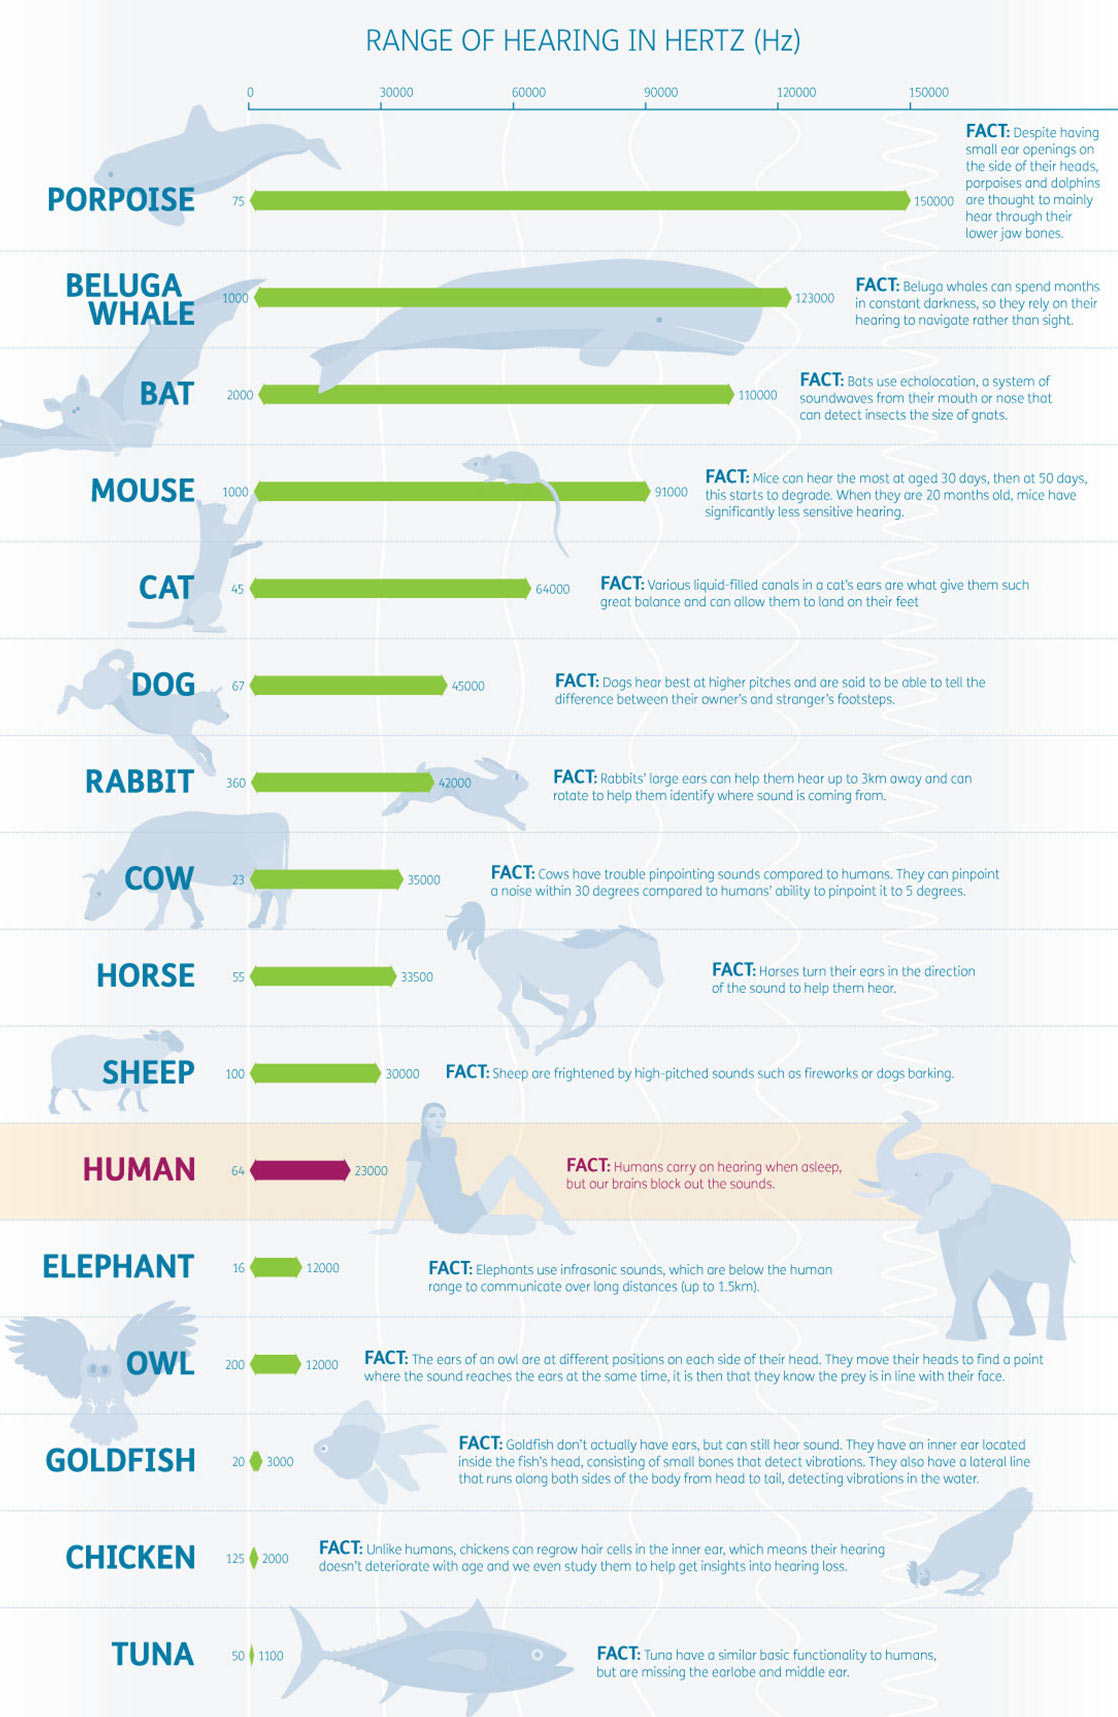 RANGE OF HEARING IN HERTZ (Hz)
0 30000 60000 90000 120000 150000
PORPOISE
75
150000
FACT: Despite having
small ear openings on
the side of their heads,
porpoises and dolphins
are thought to mainly
hear through their
lower jaw bones.
BELUGA
WHALE
1000
123000
FACT: Beluga whales can spend months
in constant darkness, so they rely on their
hearing to navigate rather than sight.
BAT
2000
110000
FACT: Bats use echolocation, a system of
soundwaves from their mouth or nose that
can detect insects the size of gnats.
MOUSE
1000
91000
FACT: Mice can hear the most at aged 30 days, then at 50 days,
this starts to degrade. When they are 20 months old, mice have
significantly less sensitive hearing.
CAT
45
64000
FACT: Various liquid-filled canals in a cat's ears are what give them such
great balance and can allow them to land on their feet
DOG
67
45000
FACT: Dogs hear best at higher pitches and are said to be able to tell the
difference between their owner's and stranger's footsteps.
RABBIT
360
42000
FACT: Rabbits' large ears can help them hear up to 3km away and can
rotate to help them identify where sound is coming from.
COW
23
35000
FACT: Cows have trouble pinpointing sounds compared to humans. They can pinpoint
a noise within 30 degrees compared to humans' ability to pinpoint it to 5 degrees.
HORSE
55
33500
FACT: Horses turn their ears in the direction
of the sound to help them hear.
SHEEP
100
30000
FACT: Sheep are frightened by high-pitched sounds such as fireworks or dogs barking.
HUMAN
64
23000
FACT: Humans carry on hearing when asleep,
but our brains block out the sounds.
ELEPHANT
16
12000
FACT: Elephants use infrasonic sounds, which are below the human
range to communicate over long distances (up to 1.5km).
OWL
200
12000
FACT: The ears of an owl are at different positions on each side of their head. They move their heads to find a point
where the sound reaches the ears at the same time, it is then that they know the prey is in line with their face.
GOLDFISH
20
3000
FACT: Goldfish don't actually have ears, but can still hear sound. They have an inner ear located
inside the fish's head, consisting of small bones that detect vibrations. They also have a lateral line
that runs along both sides of the body from head to tail, detecting vibrations in the water.
CHICKEN
125
2000
FACT: Unlike humans, chickens can regrow hair cells in the inner ear, which means their hearing
doesn't deteriorate with age and we even study them to help get insights into hearing loss.
TUNA
50
1100
FACT: Tuna have a similar basic functionality to humans,
but are missing the earlobe and middle ear.